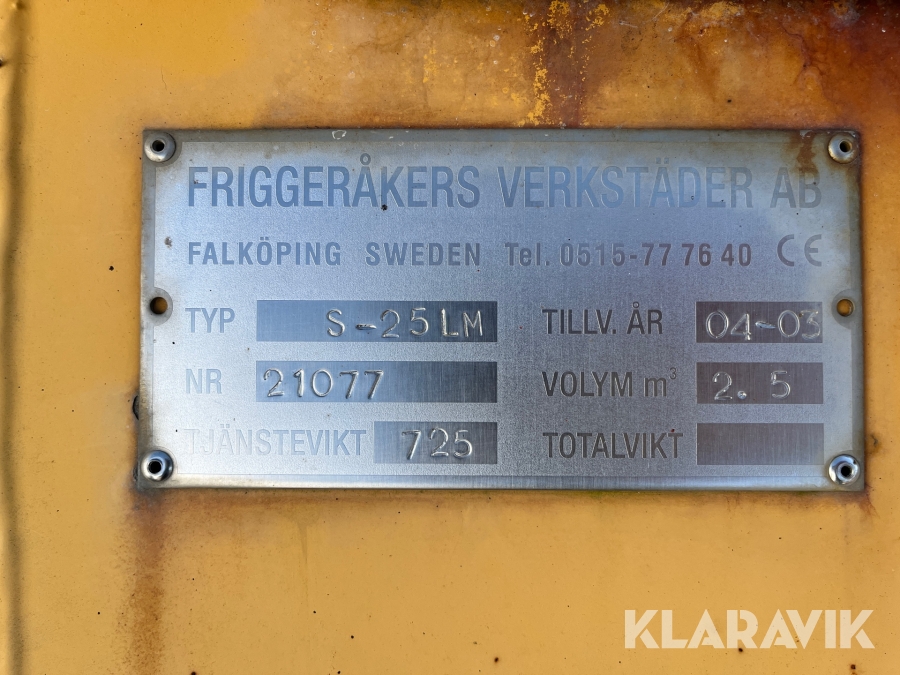 FRIGGERÅKERS VERKSTÄDER AB
FALKÖPING SWEDEN Tel. 0515-77 76 40 CE
TYP S-25LM TILLV. ÅR 04-03
NR 21077 VOLYM m³ 2.5
TJÄNSTEVIKT 725 TOTALVIKT
KLARAVIK